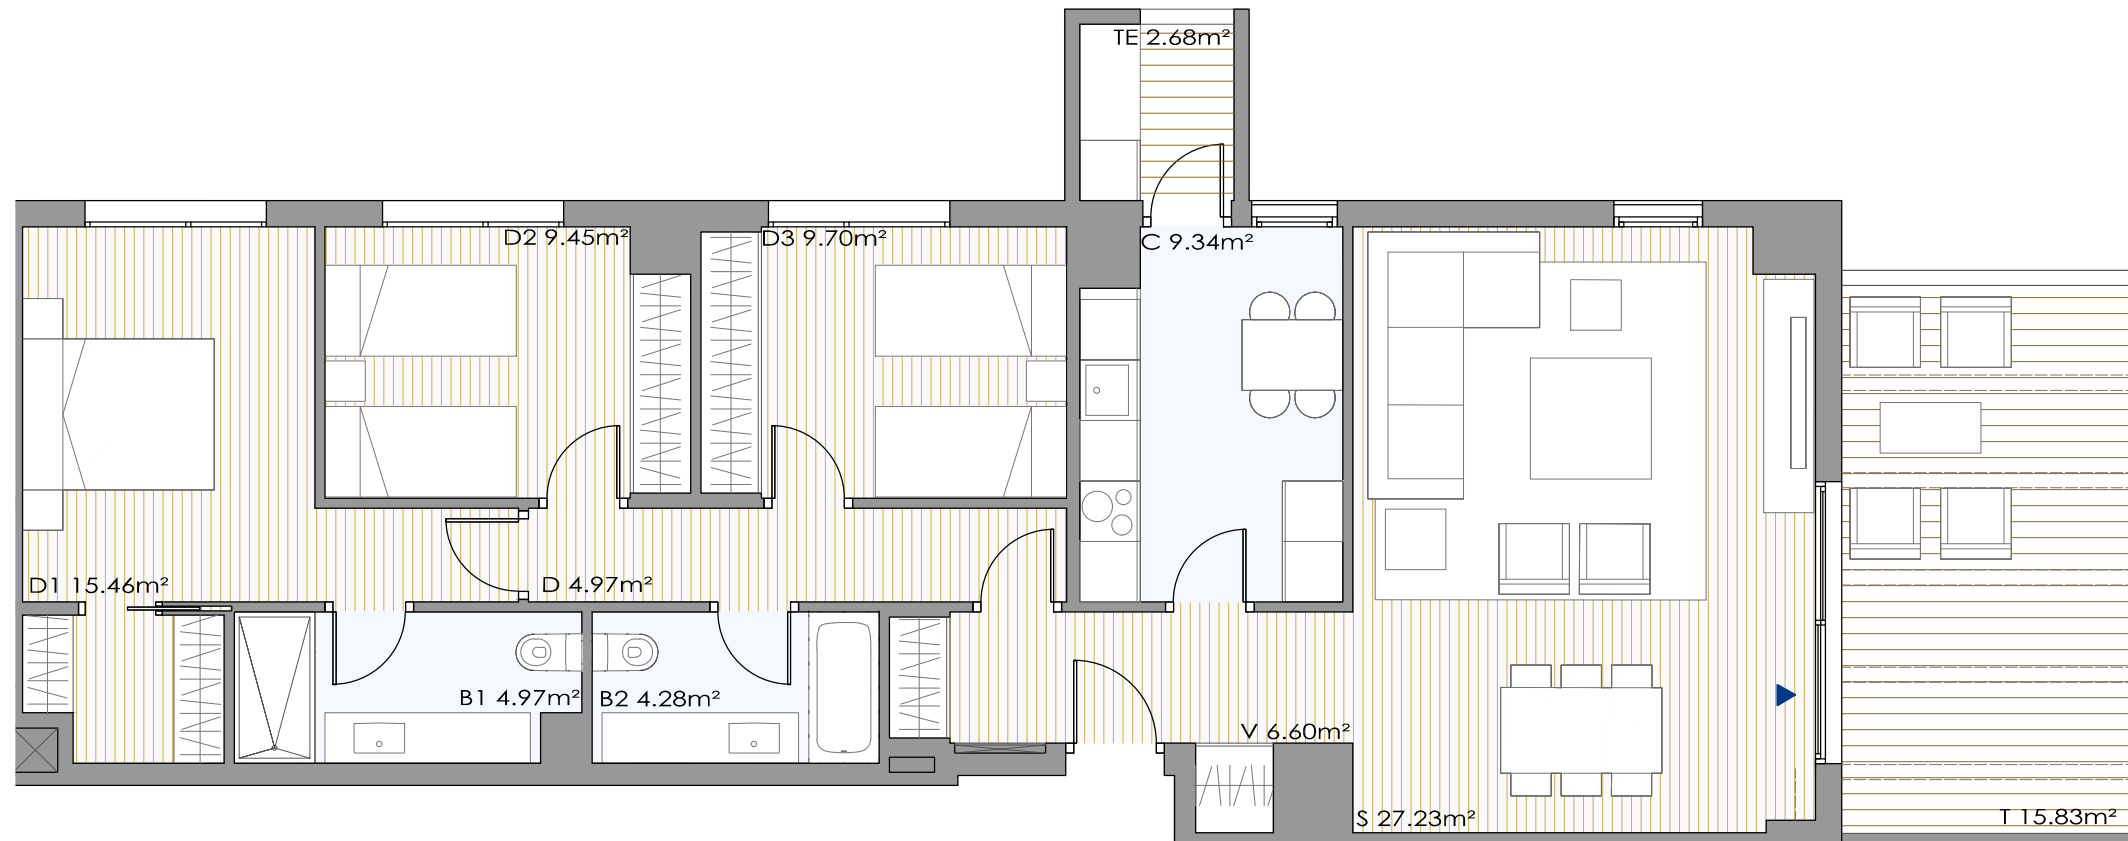 TE 2.68m²
D2 9.45m²
D3 9.70m²
C 9.34m²
D1 15.46m²
D 4.97m²
B1 4.97m²
B2 4.28m²
V 6.60m²
S 27.23m²
T 15.83m²